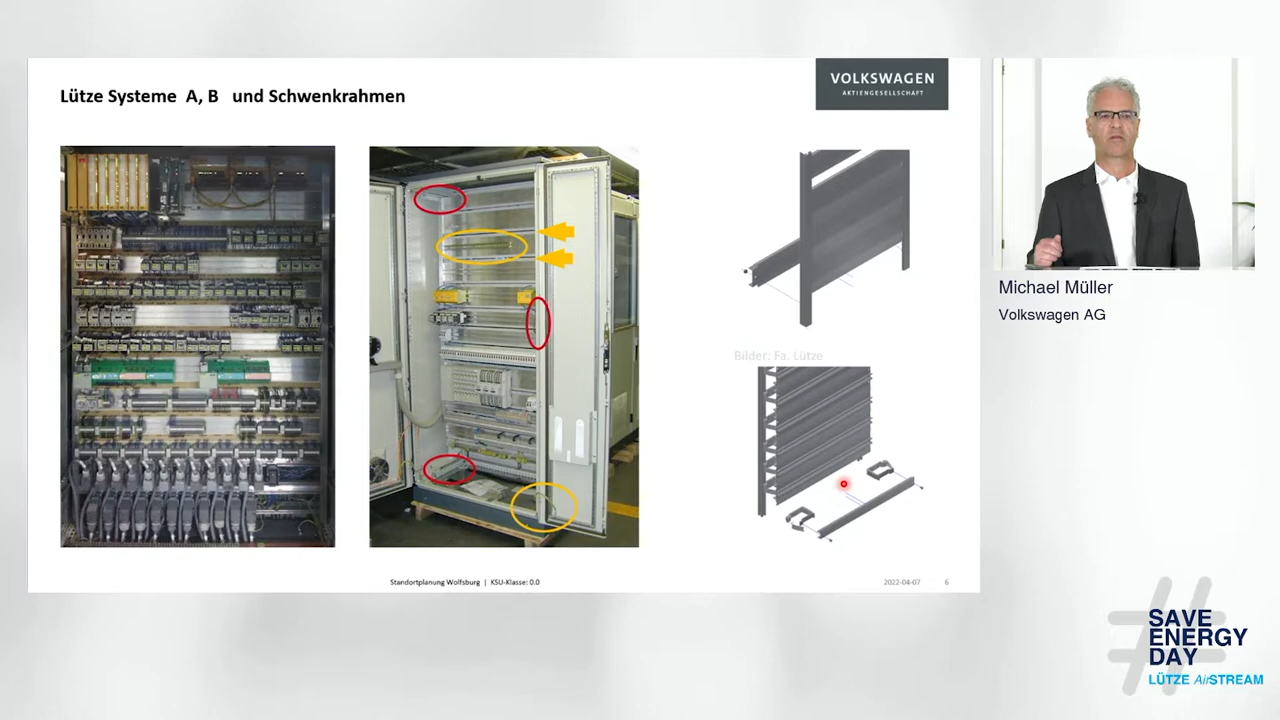 Lütze Systeme A, B und Schwenkrahmen
VOLKSWAGEN
AKTIENGESELLSCHAFT
Michael Müller
Volkswagen AG
Bilder: Fa. Lütze
Standortplanung Wolfsburg | KSU-Klasse: 0.0
2022-04-07
6
#
SAVE
ENERGY
DAY
LÜTZE AirSTREAM